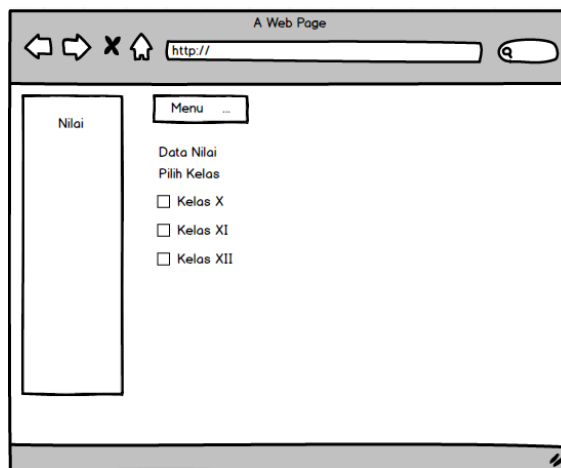 A Web Page
http://
Nilai
Menu ...
Data Nilai
Pilih Kelas
Kelas X
Kelas XI
Kelas XII